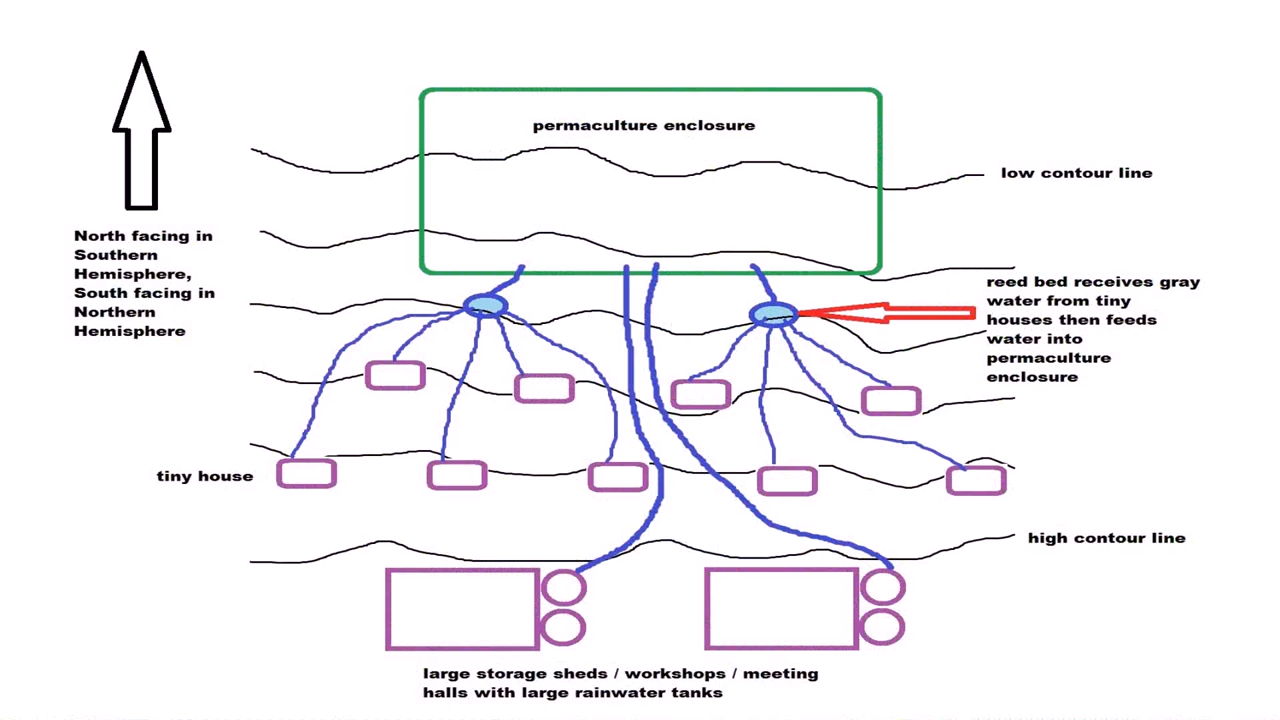 permaculture enclosure
low contour line
North facing in
Southern
Hemisphere,
South facing in
Northern
Hemisphere
reed bed receives gray
water from tiny
houses then feeds
water into
permaculture
enclosure
tiny house
high contour line
large storage sheds / workshops / meeting
halls with large rainwater tanks